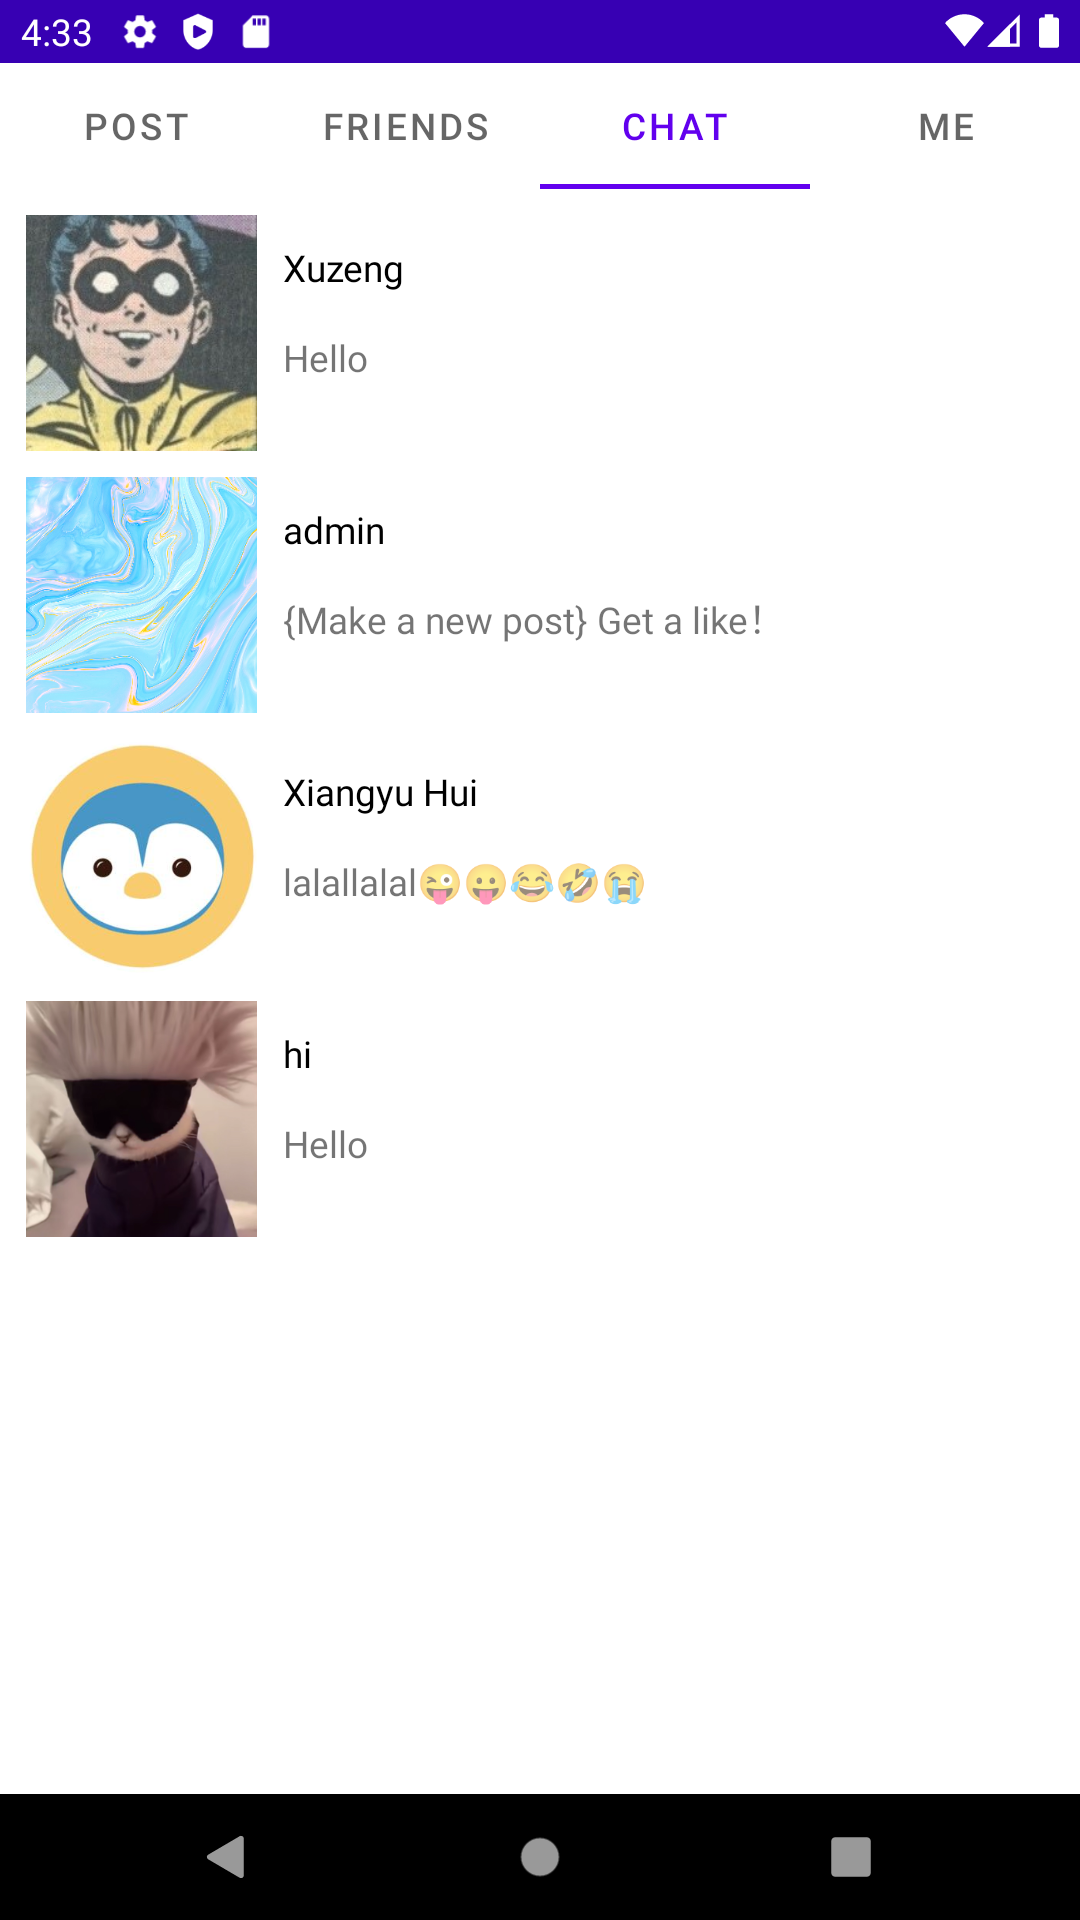 4:33
POST FRIENDS CHAT ME
Xuzeng
Hello
admin
{Make a new post} Get a like！
Xiangyu Hui
lalallalal😜😛😂🤣😭
hi
Hello